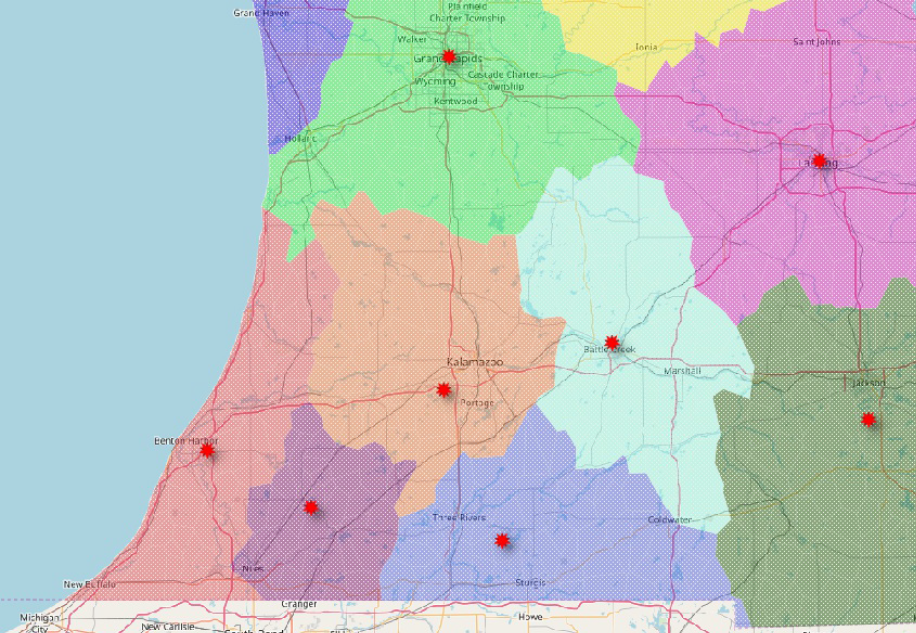 Grand Haven
Plainfield
Charter Township
Walker
Ionia
Saint Johns
Grand Rapids
Wyoming
Cascade Charter
Township
Kentwood
Holland
Lansing
Kalamazoo
Battle Creek
Marshall
Portage
Jackson
Benton Harbor
Three Rivers
Coldwater
Niles
New Buffalo
Sturgis
Granger
Michigan
City
New Carlisle
South Bend
Howe